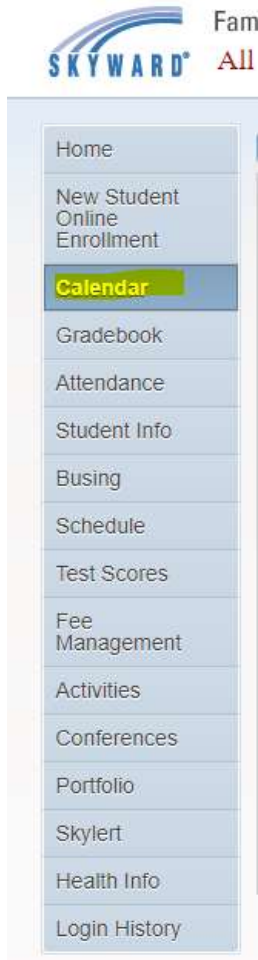 Fam
SKYWARD®
All
Home
New Student
Online
Enrollment
Calendar
Gradebook
Attendance
Student Info
Busing
Schedule
Test Scores
Fee
Management
Activities
Conferences
Portfolio
Skylert
Health Info
Login History